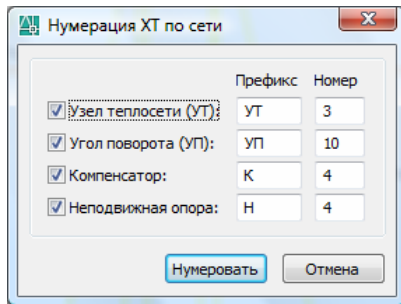 Нумерация ХТ по сети
Префикс Номер
Узел теплосети (УТ): УТ 3
Угол поворота (УП): УП 10
Компенсатор: К 4
Неподвижная опора: Н 4
Нумеровать Отмена